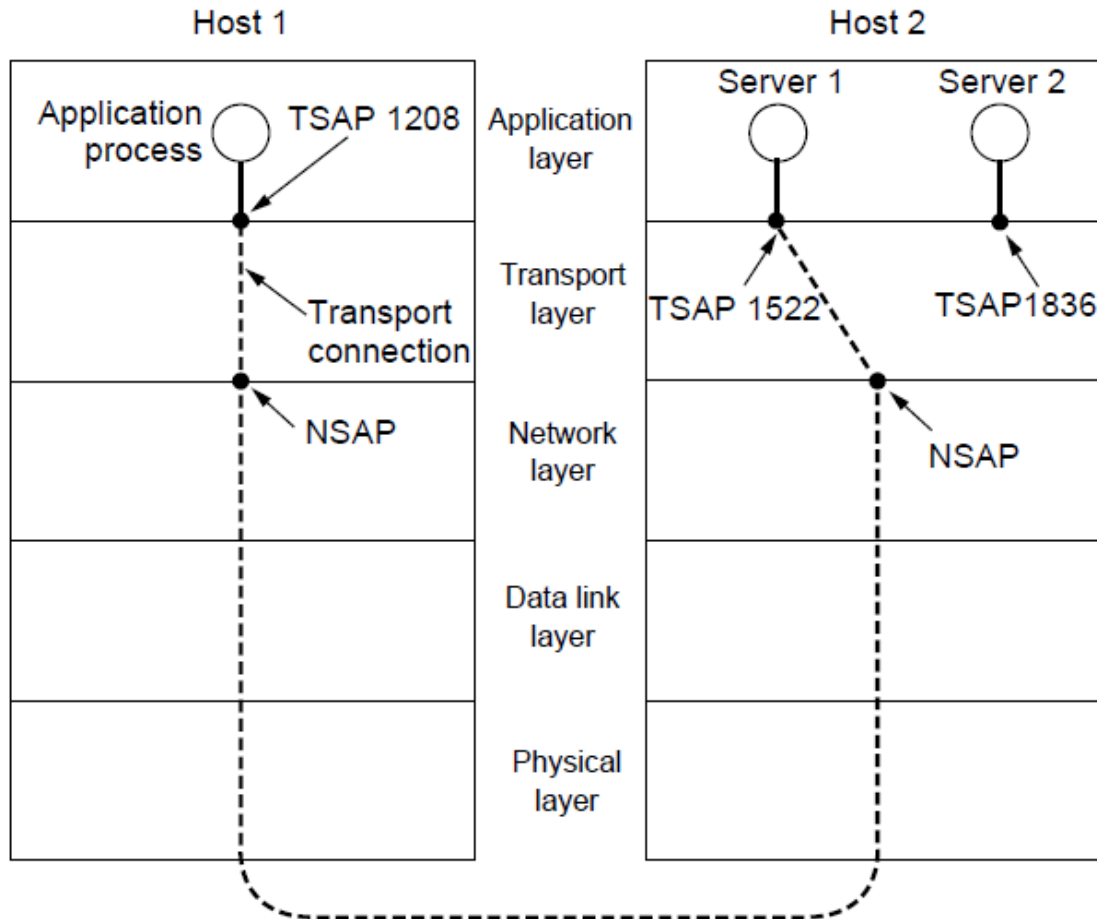 Host 1
Host 2
Application
process
TSAP 1208
Application
layer
Server 1
Server 2
Transport
connection
Transport
layer
TSAP 1522
TSAP1836
NSAP
Network
layer
NSAP
Data link
layer
Physical
layer